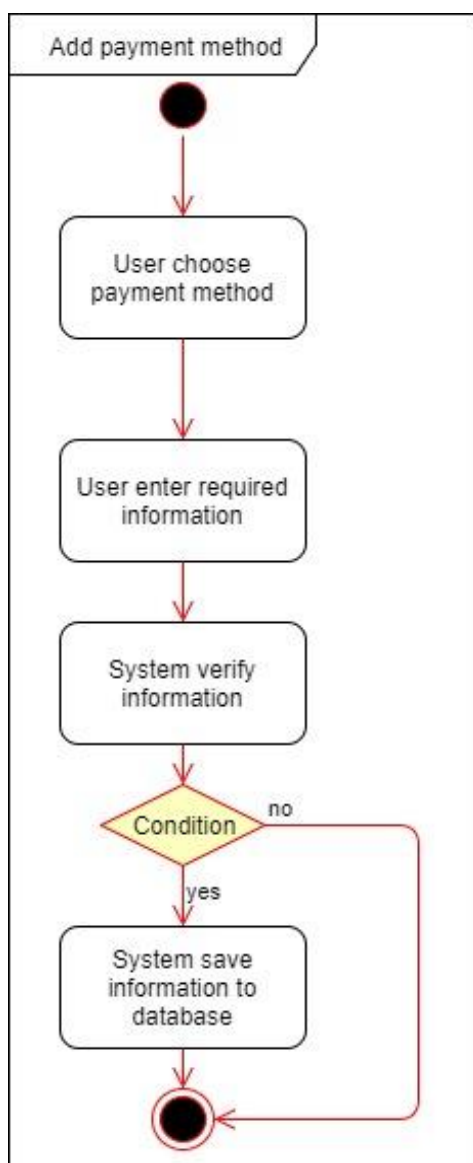 Add payment method
User choose
payment method
User enter required
information
System verify
information
Condition
no
yes
System save
information to
database